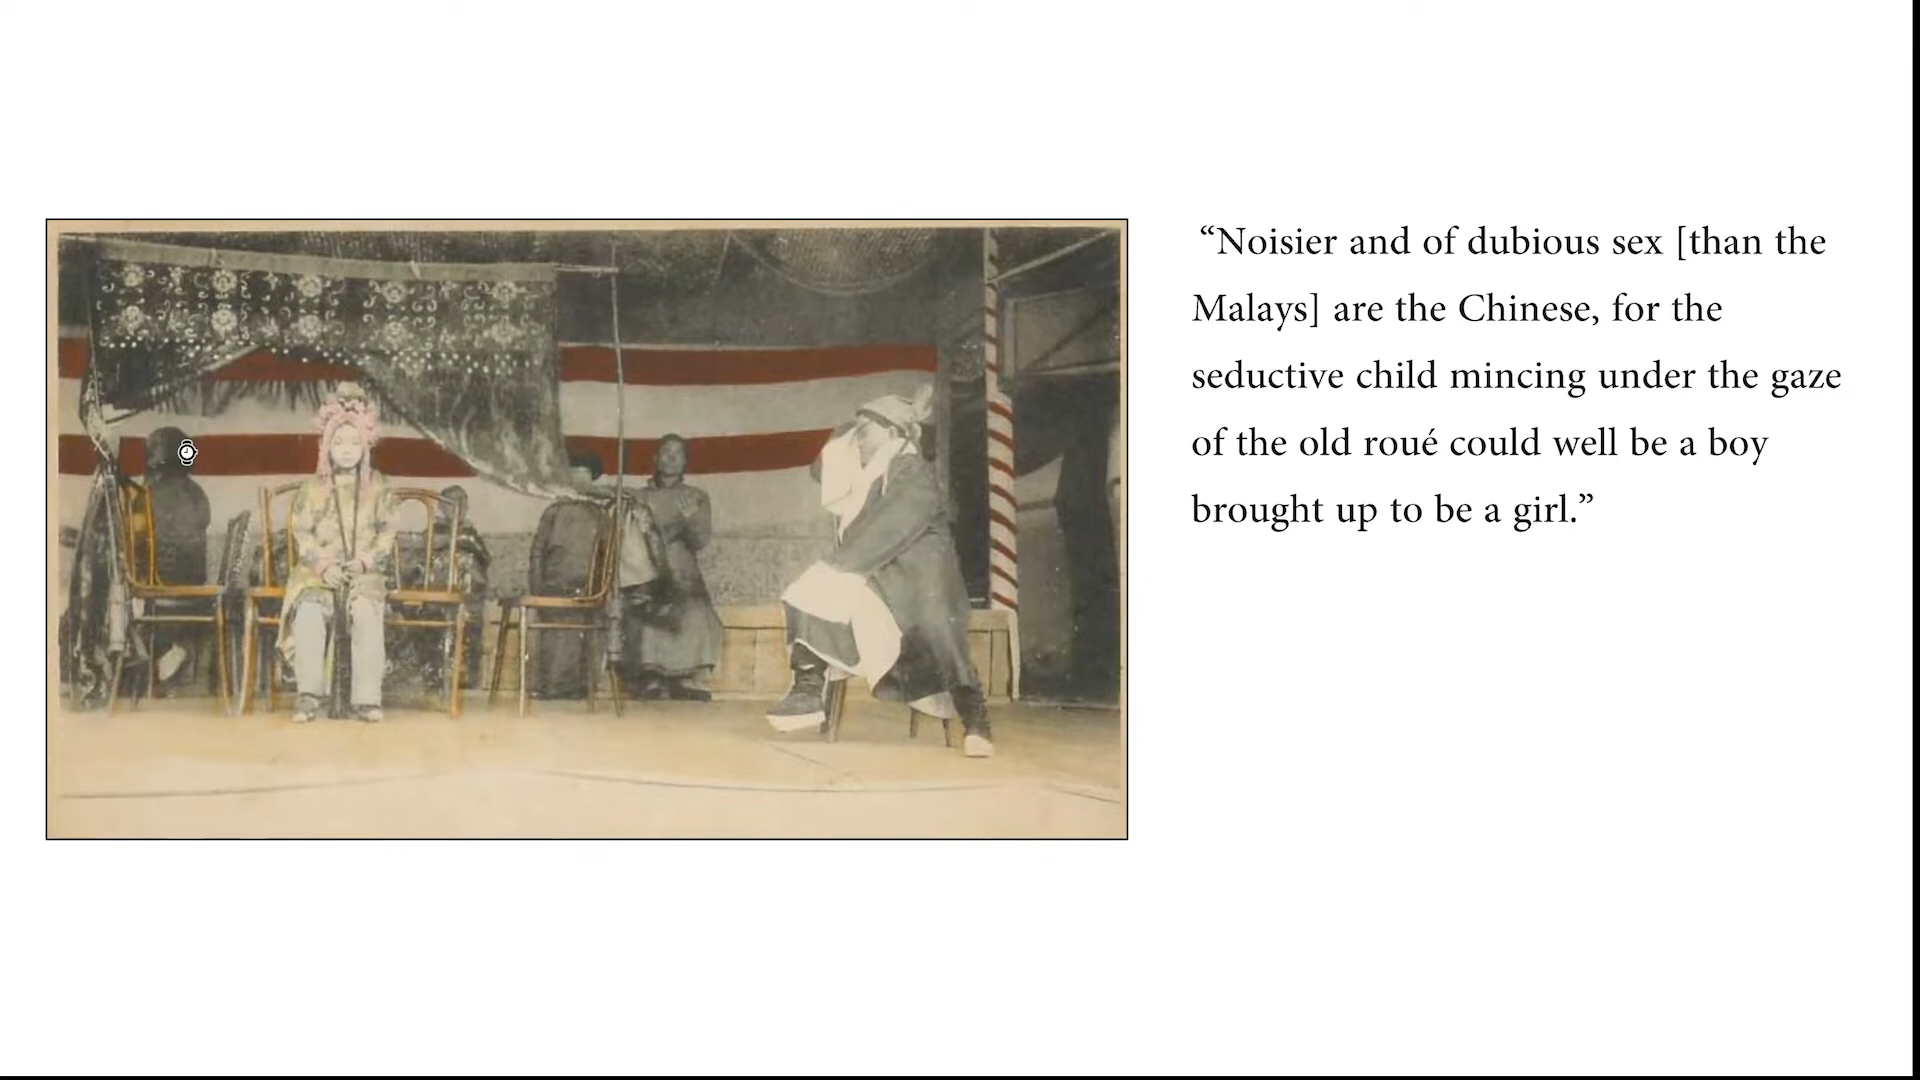 “Noisier and of dubious sex [than the
Malays] are the Chinese, for the
seductive child mincing under the gaze
of the old roué could well be a boy
brought up to be a girl.”